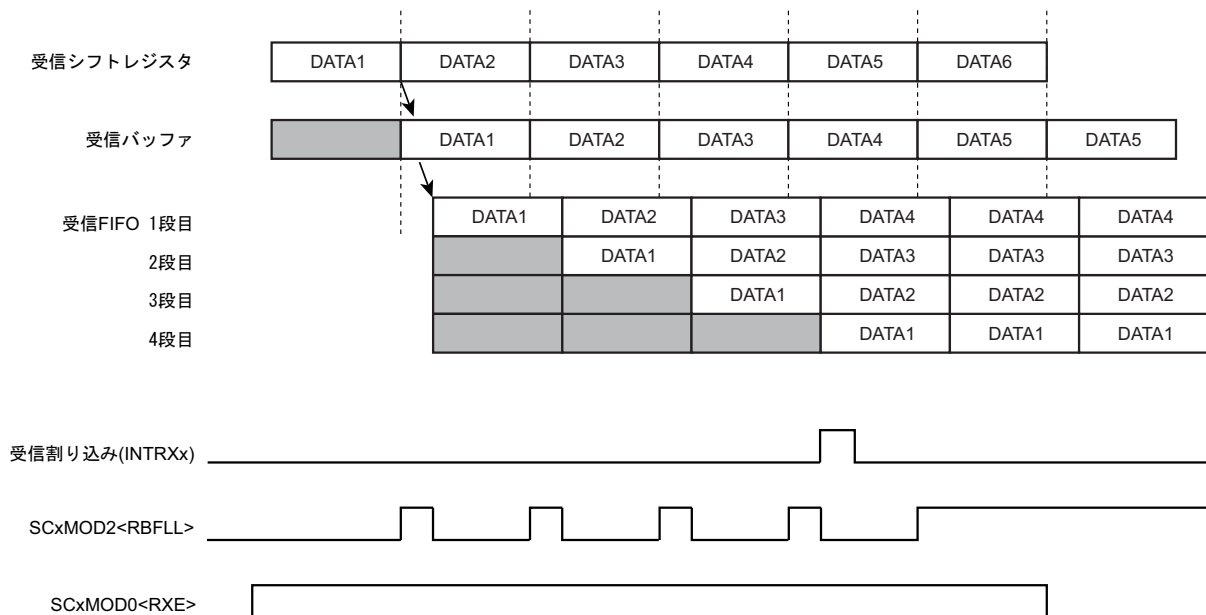 受信シフトレジスタ DATA1 DATA2 DATA3 DATA4 DATA5 DATA6
受信バッファ DATA1 DATA2 DATA3 DATA4 DATA5 DATA5
受信FIFO 1段目 DATA1 DATA2 DATA3 DATA4 DATA4 DATA4
2段目 DATA1 DATA2 DATA3 DATA3 DATA3
3段目 DATA1 DATA2 DATA2 DATA2
4段目 DATA1 DATA1 DATA1
受信割り込み(INTRXx)
SCxMOD2<RBFLL>
SCxMOD0<RXE>